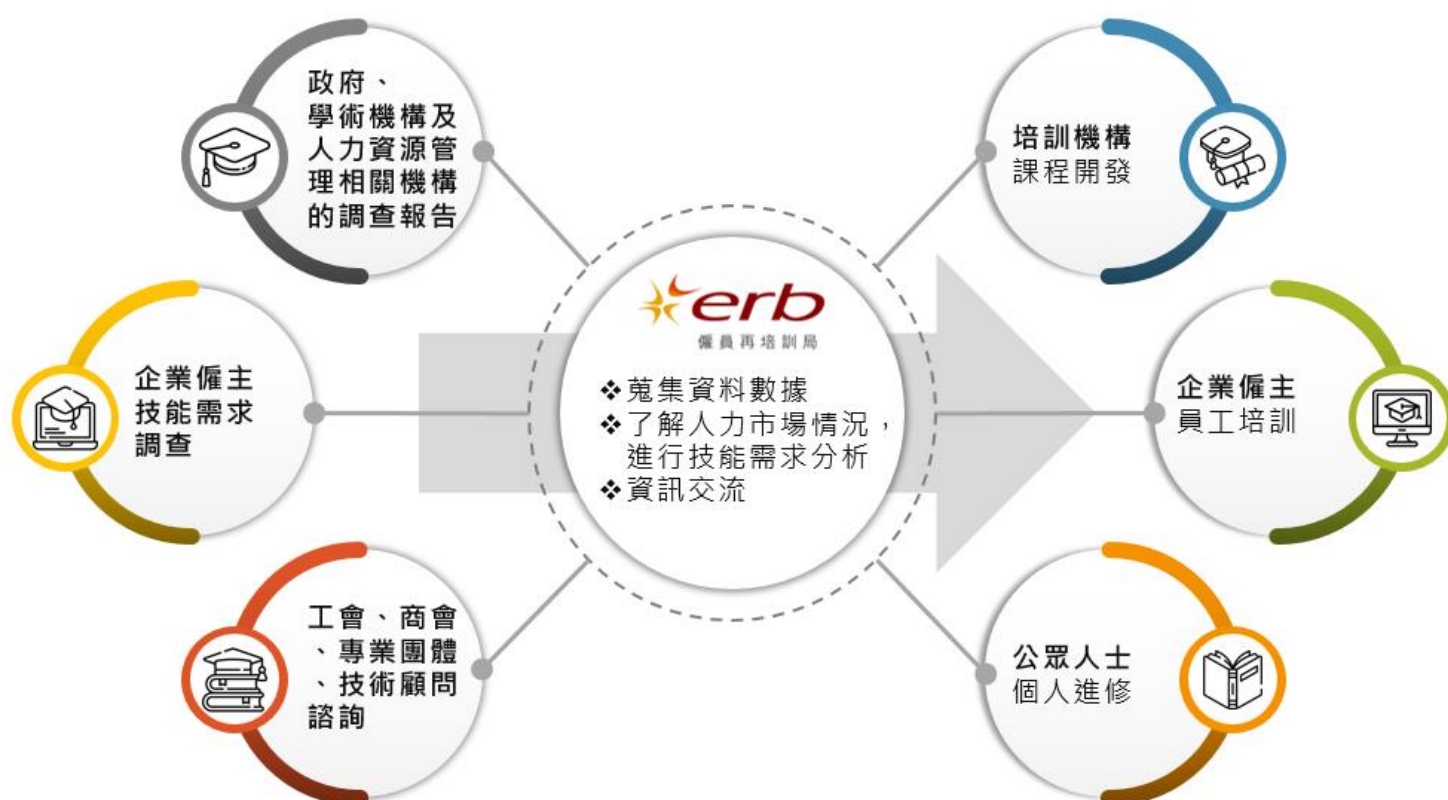 政府、
學術機構及
人力資源管
理相關機構
的調查報告
企業僱主
技能需求
調查
工會、商會
、專業團體
、技術顧問
諮詢
erb
僱員再培訓局
❖蒐集資料數據
❖了解人力市場情況，
進行技能需求分析
❖資訊交流
培訓機構
課程開發
企業僱主
員工培訓
公眾人士
個人進修